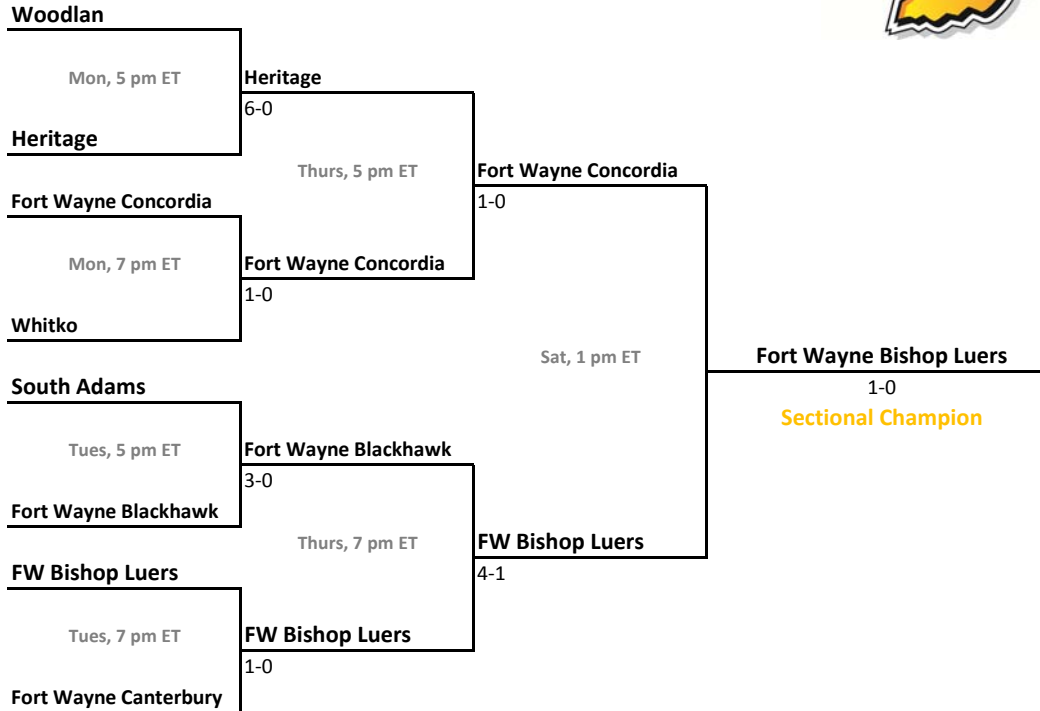 Woodlan
Mon, 5 pm ET
Heritage
6-0
Heritage
Thurs, 5 pm ET
Fort Wayne Concordia
1-0
Fort Wayne Concordia
Mon, 7 pm ET
Fort Wayne Concordia
1-0
Whitko
Sat, 1 pm ET
Fort Wayne Bishop Luers
1-0
Sectional Champion
South Adams
Tues, 5 pm ET
Fort Wayne Blackhawk
3-0
Fort Wayne Blackhawk
Thurs, 7 pm ET
FW Bishop Luers
4-1
FW Bishop Luers
Tues, 7 pm ET
FW Bishop Luers
1-0
Fort Wayne Canterbury